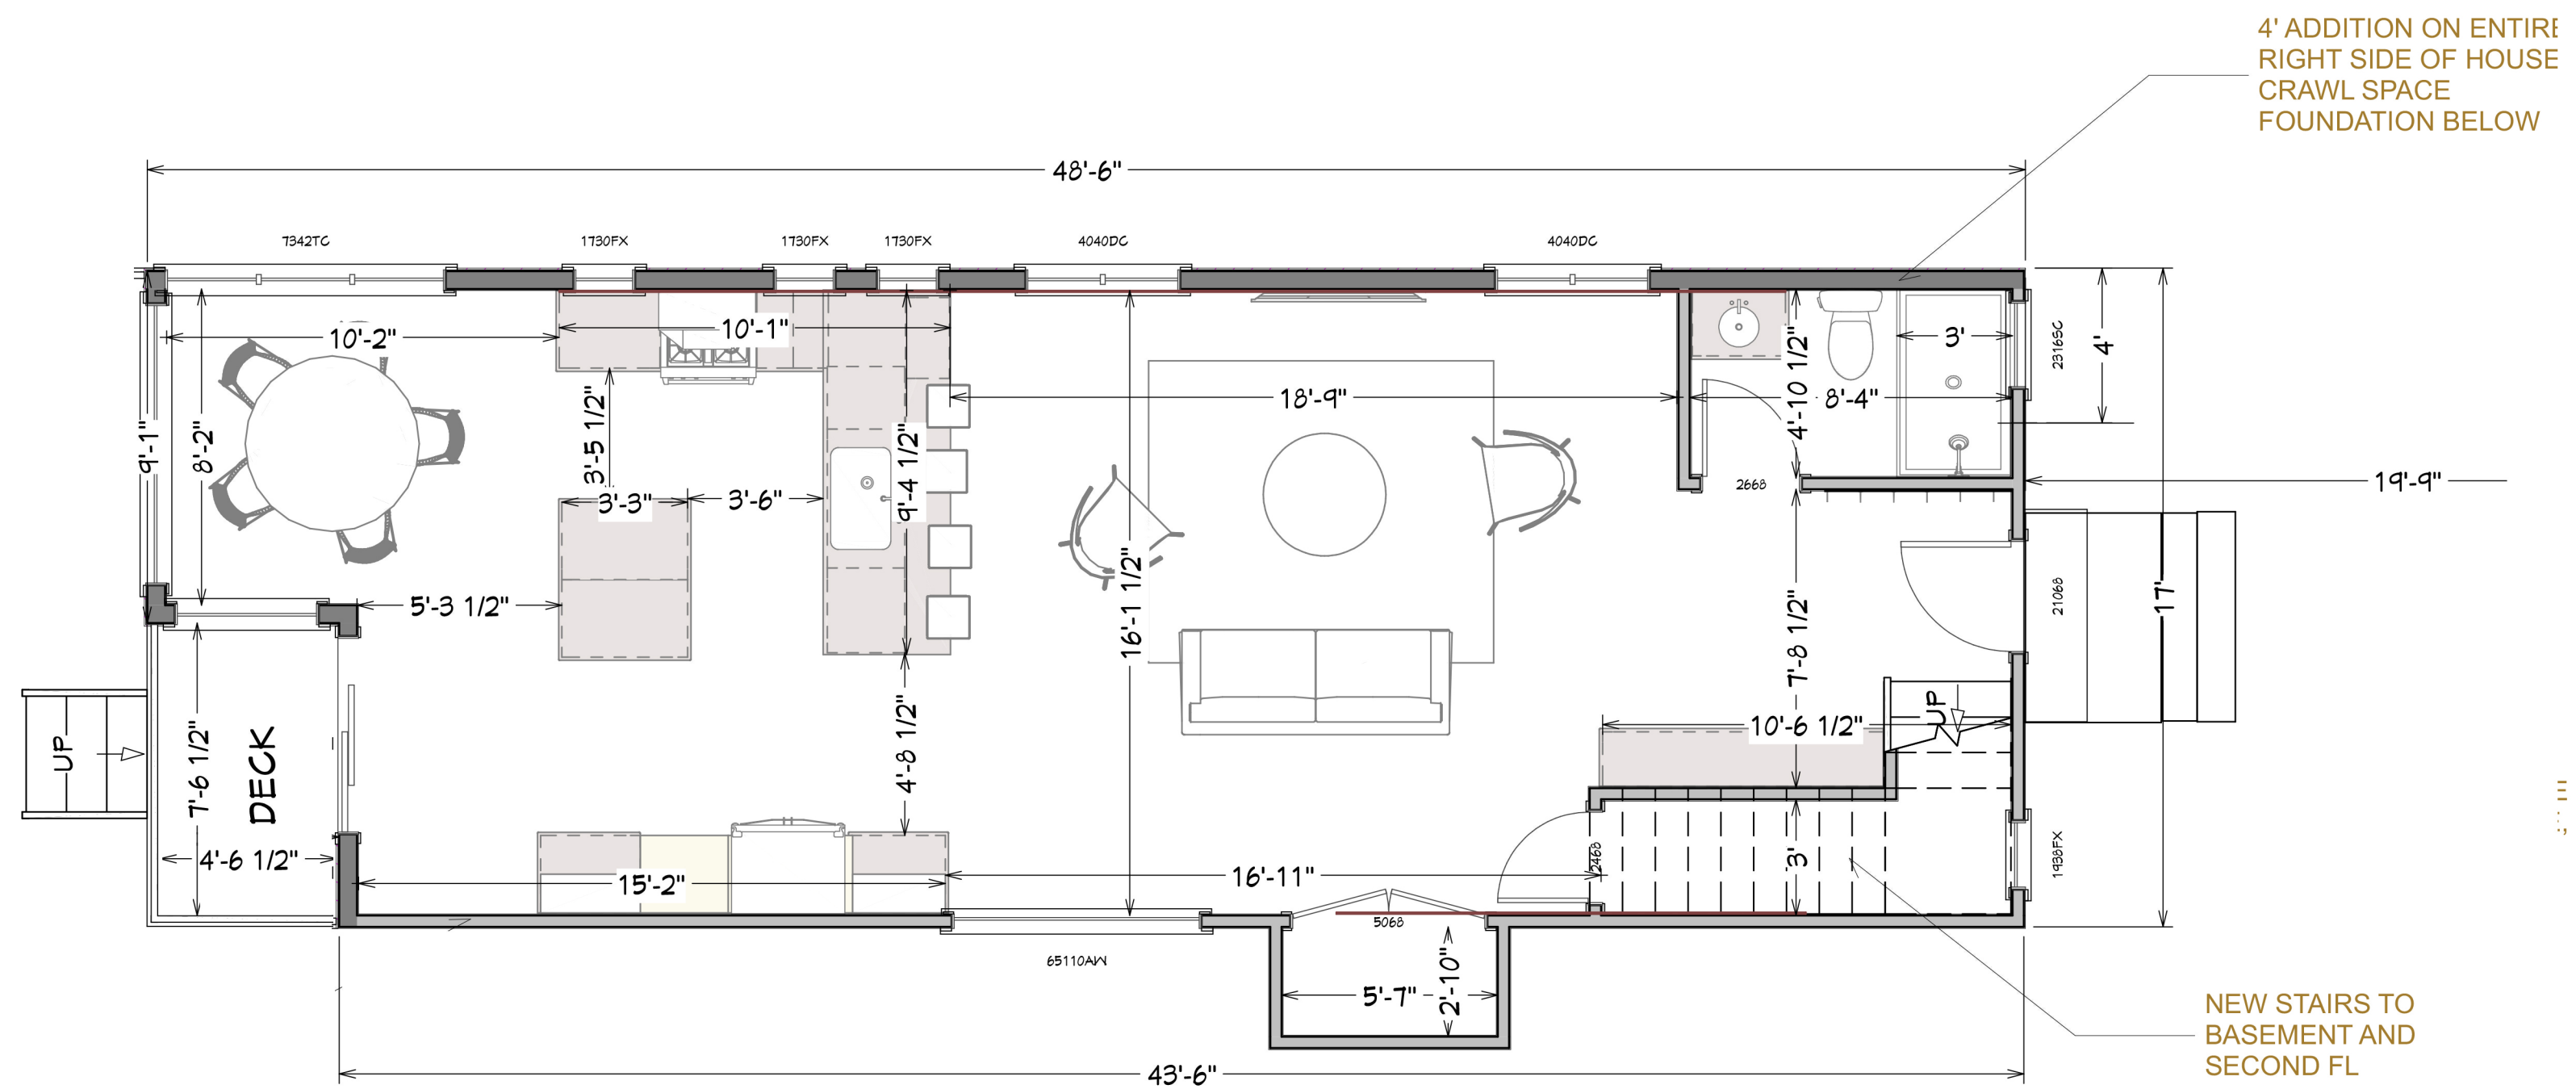 4' ADDITION ON ENTIRE
RIGHT SIDE OF HOUSE
CRAWL SPACE
FOUNDATION BELOW
48'-6"
7342TC
1730FX
1730FX
1730FX
4040DC
4040DC
10'-2"
10'-1"
3'
4'
2316SC
18'-9"
8'-4"
4'-10 1/2"
9'-1"
8'-2"
3'-5 1/2"
9'-4 1/2"
3'-3"
3'-6"
2668
19'-9"
16'-1 1/2"
5'-3 1/2"
7'-8 1/2"
21068
17'
UP
7'-6 1/2"
DECK
4'-8 1/2"
10'-6 1/2"
UP
4'-6 1/2"
15'-2"
16'-11"
2468
3'
1938FX
5068
65110AW
5'-7"
2'-10"
NEW STAIRS TO
BASEMENT AND
SECOND FL
43'-6"